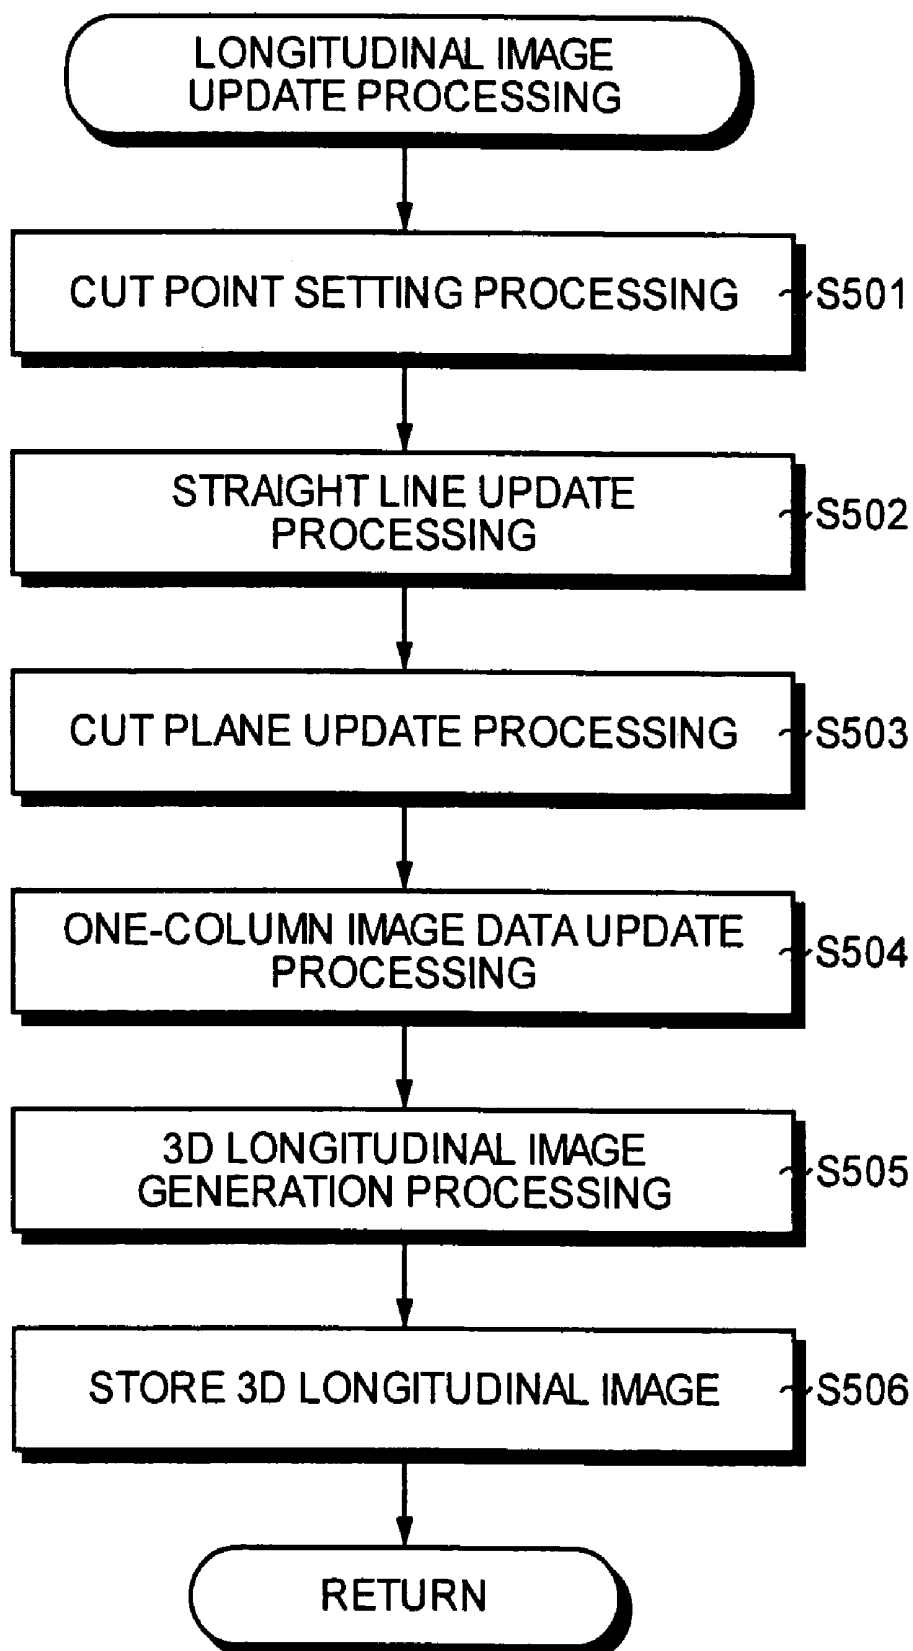 LONGITUDINAL IMAGE
UPDATE PROCESSING
CUT POINT SETTING PROCESSING
S501
STRAIGHT LINE UPDATE
PROCESSING
S502
CUT PLANE UPDATE PROCESSING
S503
ONE-COLUMN IMAGE DATA UPDATE
PROCESSING
S504
3D LONGITUDINAL IMAGE
GENERATION PROCESSING
S505
STORE 3D LONGITUDINAL IMAGE
S506
RETURN